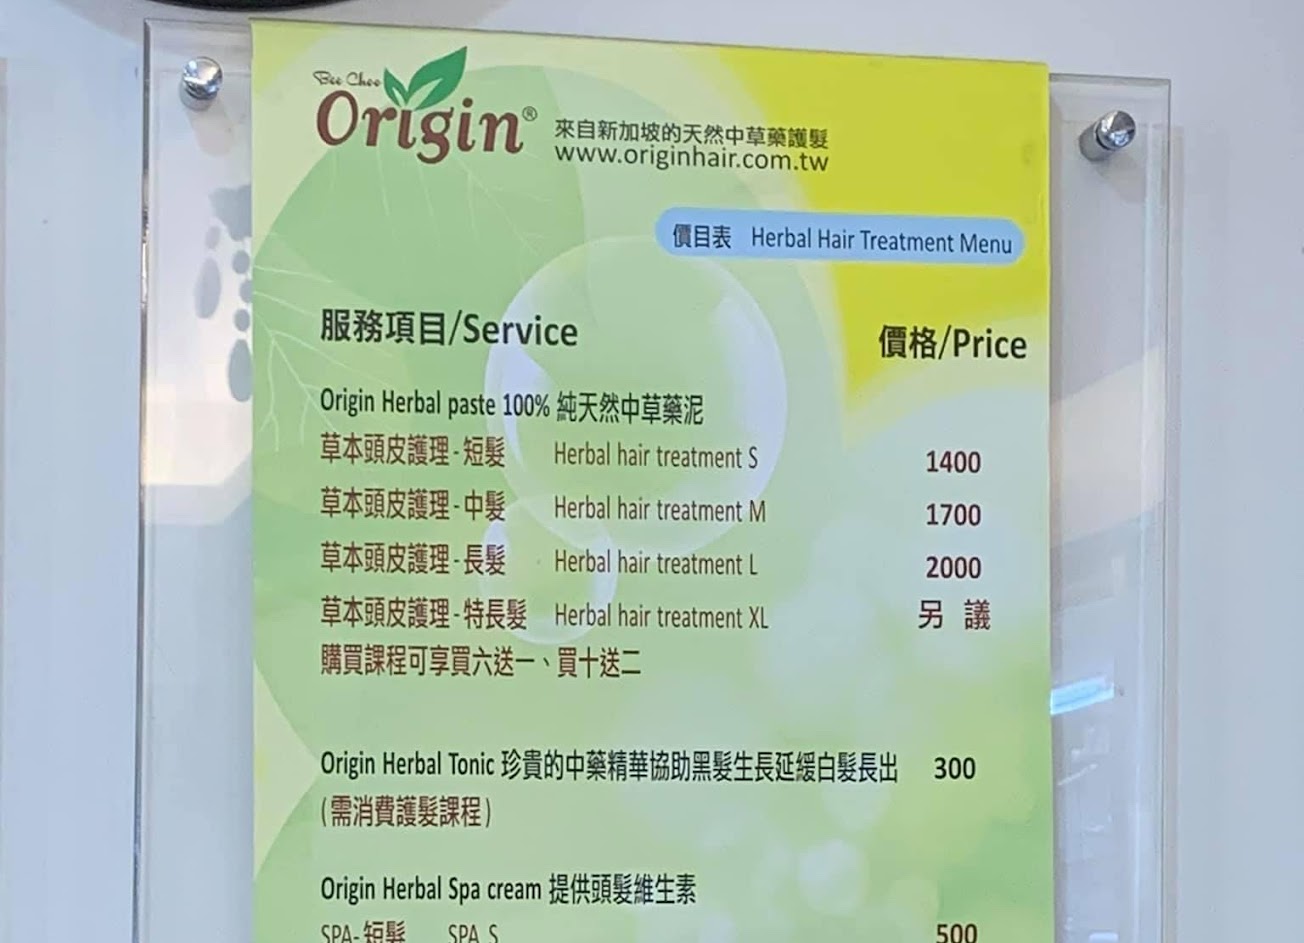 Bee Choo
Origin®
來自新加坡的天然中草藥護髮
www.originhair.com.tw
價目表 Herbal Hair Treatment Menu
服務項目/Service 價格/Price
Origin Herbal paste 100% 純天然中草藥泥
草本頭皮護理-短髮 Herbal hair treatment S 1400
草本頭皮護理-中髮 Herbal hair treatment M 1700
草本頭皮護理-長髮 Herbal hair treatment L 2000
草本頭皮護理-特長髮 Herbal hair treatment XL 另 議
購買課程可享買六送一、買十送二
Origin Herbal Tonic 珍貴的中藥精華協助黑髮生長延緩白髮長出 300
(需消費護髮課程)
Origin Herbal Spa cream 提供頭髮維生素
SPA-短髮 SPA S 500